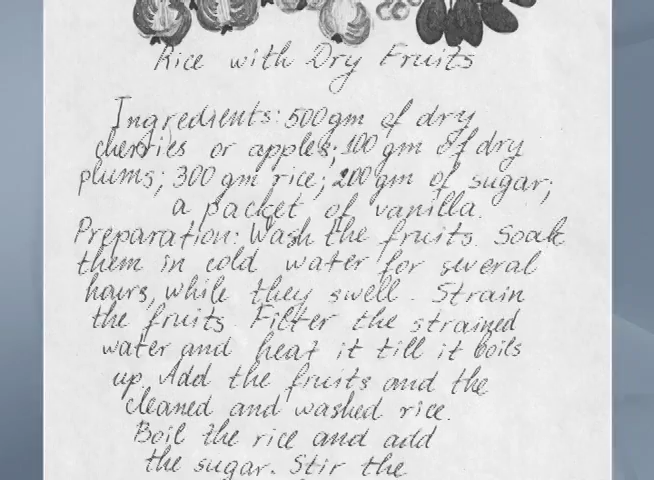 Rice with Dry Fruits
Ingredients: 500gm of dry
cherries or apples; 100 gm of dry
plums; 300 gm rice; 200gm of sugar;
a packet of vanilla.
Preparation: Wash the fruits. Soak
them in cold water for several
hours, while they swell. Strain
the fruits. Filter the strained
water and heat it till it boils
up. Add the fruits and the
cleaned and washed rice.
Boil the rice and add
the sugar. Stir the